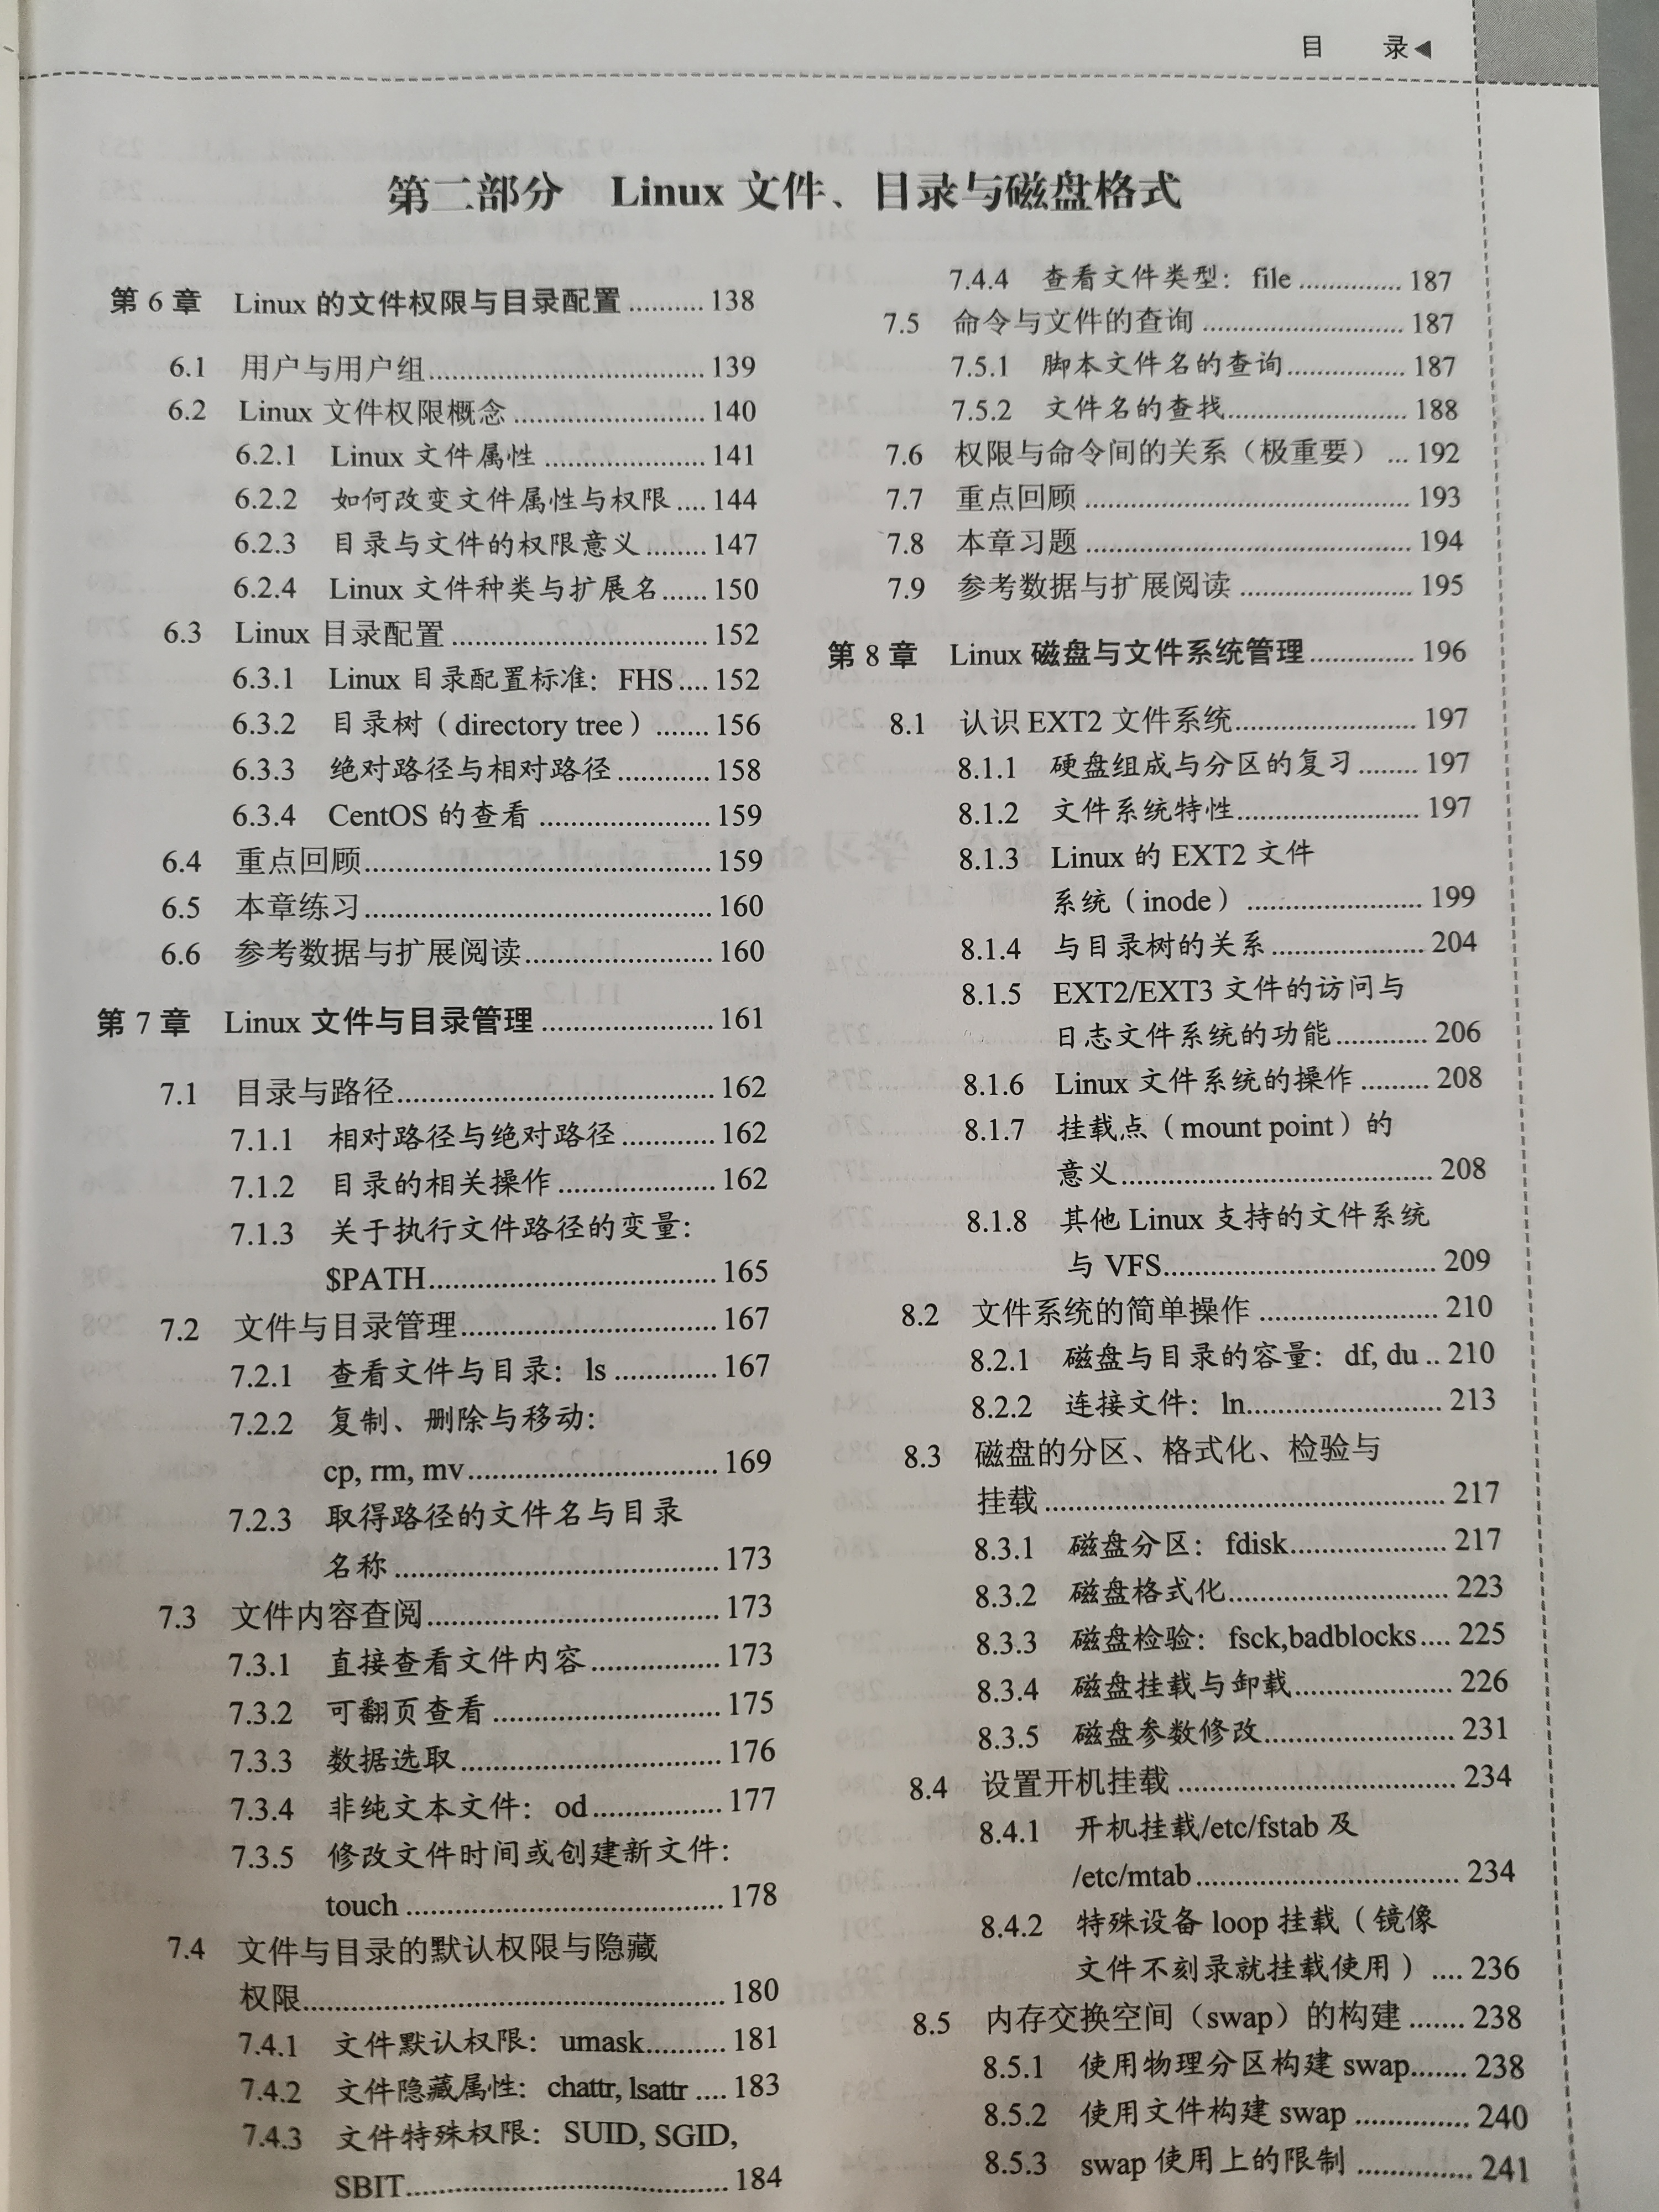 目 录◀
第二部分 Linux 文件、目录与磁盘格式
第 6 章 Linux 的文件权限与目录配置 ........... 138
6.1 用户与用户组 ........... 139
6.2 Linux 文件权限概念 ........... 140
6.2.1 Linux 文件属性 ........... 141
6.2.2 如何改变文件属性与权限 .... 144
6.2.3 目录与文件的权限意义 ........ 147
6.2.4 Linux 文件种类与扩展名 ...... 150
6.3 Linux 目录配置 ........... 152
6.3.1 Linux 目录配置标准：FHS .... 152
6.3.2 目录树（directory tree） ....... 156
6.3.3 绝对路径与相对路径 ............ 158
6.3.4 CentOS 的查看 ........... 159
6.4 重点回顾 ........... 159
6.5 本章练习 ........... 160
6.6 参考数据与扩展阅读 ........... 160
第 7 章 Linux 文件与目录管理 ........... 161
7.1 目录与路径 ........... 162
7.1.1 相对路径与绝对路径 ............ 162
7.1.2 目录的相关操作 ........... 162
7.1.3 关于执行文件路径的变量：
$PATH ........... 165
7.2 文件与目录管理 ........... 167
7.2.1 查看文件与目录：ls ............. 167
7.2.2 复制、删除与移动：
cp, rm, mv ........... 169
7.2.3 取得路径的文件名与目录
名称 ........... 173
7.3 文件内容查阅 ........... 173
7.3.1 直接查看文件内容 ........... 173
7.3.2 可翻页查看 ........... 175
7.3.3 数据选取 ........... 176
7.3.4 非纯文本文件：od ........... 177
7.3.5 修改文件时间或创建新文件：
touch ........... 178
7.4 文件与目录的默认权限与隐藏
权限 ........... 180
7.4.1 文件默认权限：umask .......... 181
7.4.2 文件隐藏属性：chattr, lsattr .... 183
7.4.3 文件特殊权限：SUID, SGID,
SBIT ........... 184
7.4.4 查看文件类型：file .............. 187
7.5 命令与文件的查询 ........... 187
7.5.1 脚本文件名的查询 ........... 187
7.5.2 文件名的查找 ........... 188
7.6 权限与命令间的关系（极重要） ... 192
7.7 重点回顾 ........... 193
7.8 本章习题 ........... 194
7.9 参考数据与扩展阅读 ........... 195
第 8 章 Linux 磁盘与文件系统管理 .............. 196
8.1 认识 EXT2 文件系统 ........... 197
8.1.1 硬盘组成与分区的复习 ........ 197
8.1.2 文件系统特性 ........... 197
8.1.3 Linux 的 EXT2 文件
系统（inode） ........... 199
8.1.4 与目录树的关系 ........... 204
8.1.5 EXT2/EXT3 文件的访问与
日志文件系统的功能 ............ 206
8.1.6 Linux 文件系统的操作 ......... 208
8.1.7 挂载点（mount point）的
意义 ........... 208
8.1.8 其他 Linux 支持的文件系统
与 VFS ........... 209
8.2 文件系统的简单操作 ........... 210
8.2.1 磁盘与目录的容量：df, du .. 210
8.2.2 连接文件：ln ........... 213
8.3 磁盘的分区、格式化、检验与
挂载 ........... 217
8.3.1 磁盘分区：fdisk ........... 217
8.3.2 磁盘格式化 ........... 223
8.3.3 磁盘检验：fsck,badblocks .... 225
8.3.4 磁盘挂载与卸载 ........... 226
8.3.5 磁盘参数修改 ........... 231
8.4 设置开机挂载 ........... 234
8.4.1 开机挂载/etc/fstab 及
/etc/mtab ........... 234
8.4.2 特殊设备 loop 挂载（镜像
文件不刻录就挂载使用） .... 236
8.5 内存交换空间（swap）的构建 ....... 238
8.5.1 使用物理分区构建 swap ....... 238
8.5.2 使用文件构建 swap .............. 240
8.5.3 swap 使用上的限制 .............. 241